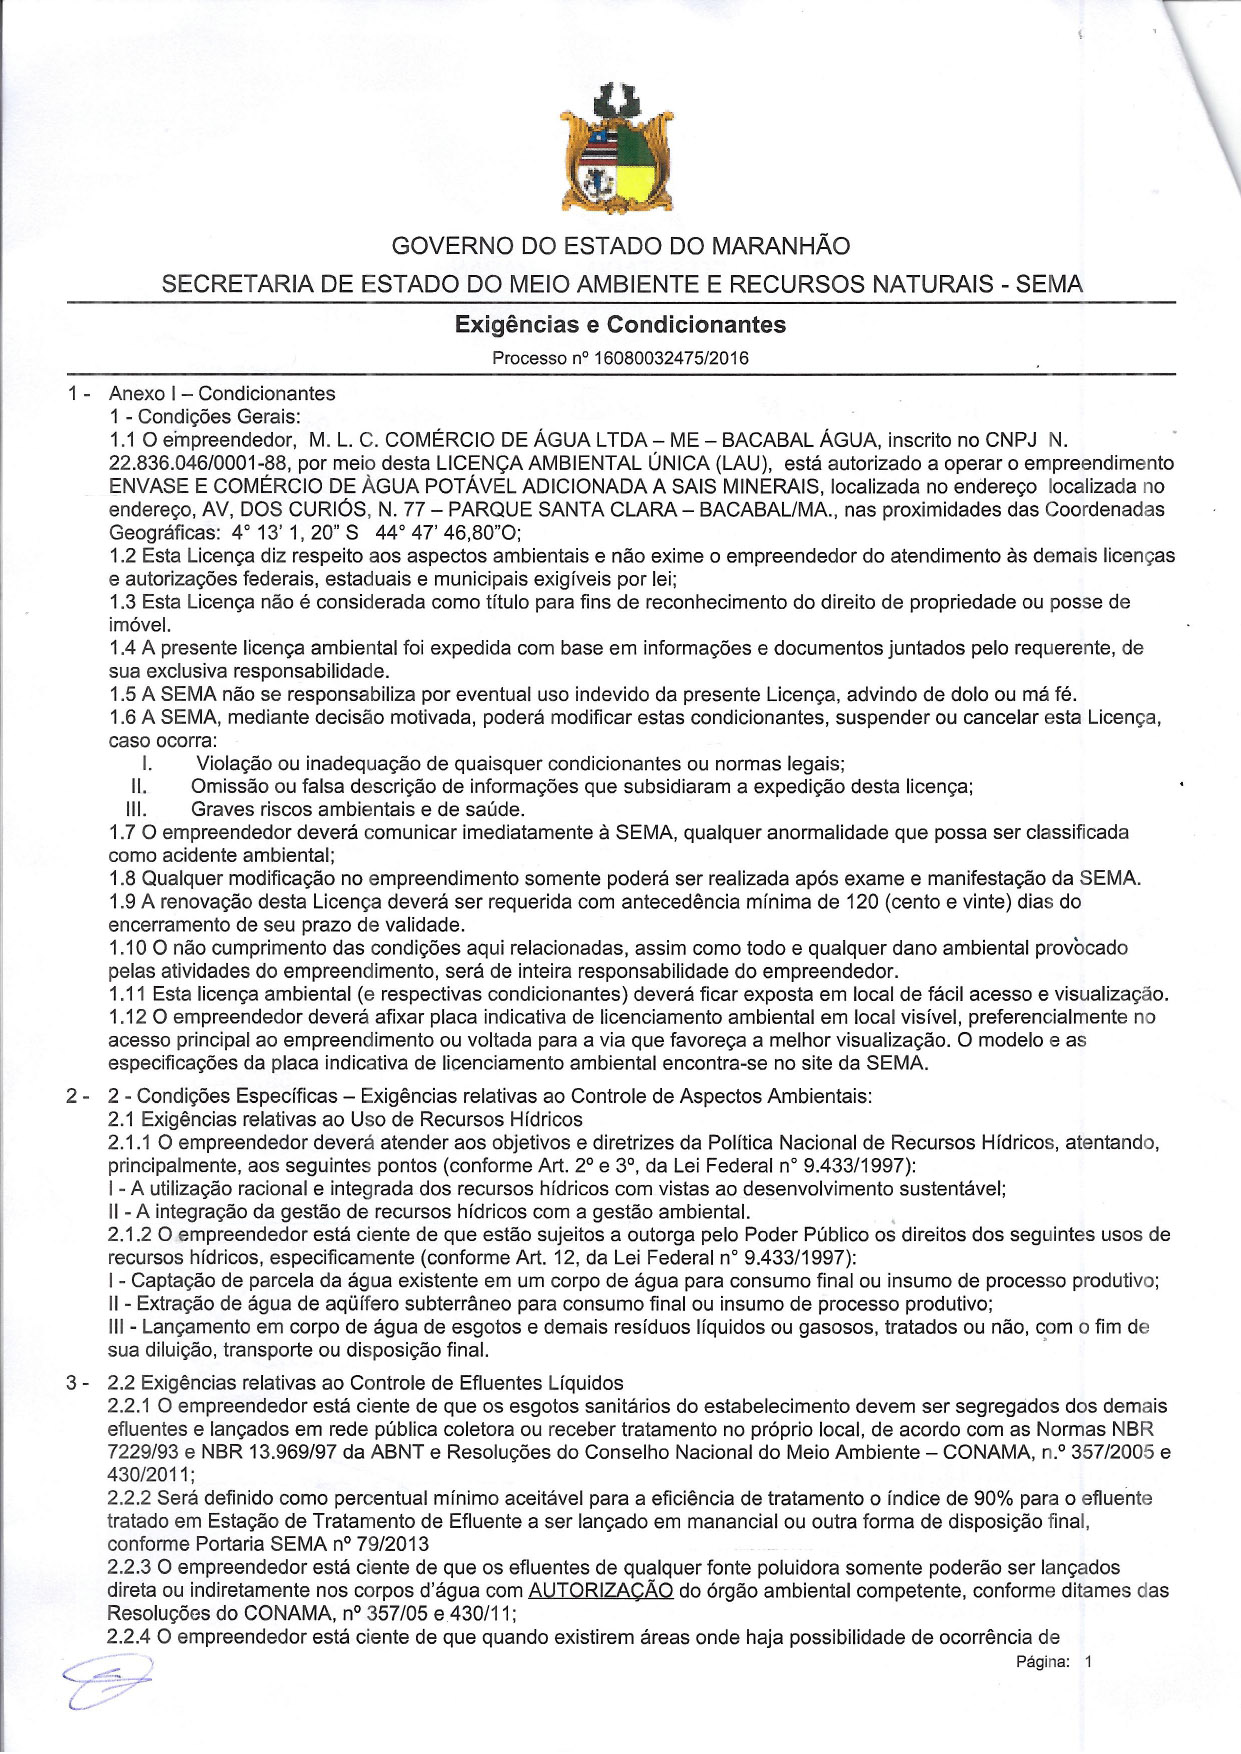 GOVERNO DO ESTADO DO MARANHÃO
SECRETARIA DE ESTADO DO MEIO AMBIENTE E RECURSOS NATURAIS - SEMA
Exigências e Condicionantes
Processo nº 16080032475/2016
1 - Anexo I – Condicionantes
1 - Condições Gerais:
1.1 O empreendedor, M. L. C. COMÉRCIO DE ÁGUA LTDA – ME – BACABAL ÁGUA, inscrito no CNPJ N.
22.836.046/0001-88, por meio desta LICENÇA AMBIENTAL ÚNICA (LAU), está autorizado a operar o empreendimento
ENVASE E COMÉRCIO DE ÁGUA POTÁVEL ADICIONADA A SAIS MINERAIS, localizada no endereço localizada no
endereço, AV, DOS CURIÓS, N. 77 – PARQUE SANTA CLARA – BACABAL/MA., nas proximidades das Coordenadas
Geográficas: 4° 13' 1, 20" S 44° 47' 46,80"O;
1.2 Esta Licença diz respeito aos aspectos ambientais e não exime o empreendedor do atendimento às demais licenças
e autorizações federais, estaduais e municipais exigíveis por lei;
1.3 Esta Licença não é considerada como título para fins de reconhecimento do direito de propriedade ou posse de
imóvel.
1.4 A presente licença ambiental foi expedida com base em informações e documentos juntados pelo requerente, de
sua exclusiva responsabilidade.
1.5 A SEMA não se responsabiliza por eventual uso indevido da presente Licença, advindo de dolo ou má fé.
1.6 A SEMA, mediante decisão motivada, poderá modificar estas condicionantes, suspender ou cancelar esta Licença,
caso ocorra:
I. Violação ou inadequação de quaisquer condicionantes ou normas legais;
II. Omissão ou falsa descrição de informações que subsidiaram a expedição desta licença;
III. Graves riscos ambientais e de saúde.
1.7 O empreendedor deverá comunicar imediatamente à SEMA, qualquer anormalidade que possa ser classificada
como acidente ambiental;
1.8 Qualquer modificação no empreendimento somente poderá ser realizada após exame e manifestação da SEMA.
1.9 A renovação desta Licença deverá ser requerida com antecedência mínima de 120 (cento e vinte) dias do
encerramento de seu prazo de validade.
1.10 O não cumprimento das condições aqui relacionadas, assim como todo e qualquer dano ambiental provocado
pelas atividades do empreendimento, será de inteira responsabilidade do empreendedor.
1.11 Esta licença ambiental (e respectivas condicionantes) deverá ficar exposta em local de fácil acesso e visualização.
1.12 O empreendedor deverá afixar placa indicativa de licenciamento ambiental em local visível, preferencialmente no
acesso principal ao empreendimento ou voltada para a via que favoreça a melhor visualização. O modelo e as
especificações da placa indicativa de licenciamento ambiental encontra-se no site da SEMA.
2 - 2 - Condições Específicas – Exigências relativas ao Controle de Aspectos Ambientais:
2.1 Exigências relativas ao Uso de Recursos Hídricos
2.1.1 O empreendedor deverá atender aos objetivos e diretrizes da Política Nacional de Recursos Hídricos, atentando,
principalmente, aos seguintes pontos (conforme Art. 2º e 3º, da Lei Federal n° 9.433/1997):
I - A utilização racional e integrada dos recursos hídricos com vistas ao desenvolvimento sustentável;
II - A integração da gestão de recursos hídricos com a gestão ambiental.
2.1.2 O empreendedor está ciente de que estão sujeitos a outorga pelo Poder Público os direitos dos seguintes usos de
recursos hídricos, especificamente (conforme Art. 12, da Lei Federal n° 9.433/1997):
I - Captação de parcela da água existente em um corpo de água para consumo final ou insumo de processo produtivo;
II - Extração de água de aqüífero subterrâneo para consumo final ou insumo de processo produtivo;
III - Lançamento em corpo de água de esgotos e demais resíduos líquidos ou gasosos, tratados ou não, com o fim de
sua diluição, transporte ou disposição final.
3 - 2.2 Exigências relativas ao Controle de Efluentes Líquidos
2.2.1 O empreendedor está ciente de que os esgotos sanitários do estabelecimento devem ser segregados dos demais
efluentes e lançados em rede pública coletora ou receber tratamento no próprio local, de acordo com as Normas NBR
7229/93 e NBR 13.969/97 da ABNT e Resoluções do Conselho Nacional do Meio Ambiente – CONAMA, n.º 357/2005 e
430/2011;
2.2.2 Será definido como percentual mínimo aceitável para a eficiência de tratamento o índice de 90% para o efluente
tratado em Estação de Tratamento de Efluente a ser lançado em manancial ou outra forma de disposição final,
conforme Portaria SEMA nº 79/2013
2.2.3 O empreendedor está ciente de que os efluentes de qualquer fonte poluidora somente poderão ser lançados
direta ou indiretamente nos corpos d'água com AUTORIZAÇÃO do órgão ambiental competente, conforme ditames das
Resoluções do CONAMA, nº 357/05 e 430/11;
2.2.4 O empreendedor está ciente de que quando existirem áreas onde haja possibilidade de ocorrência de
Página: 1